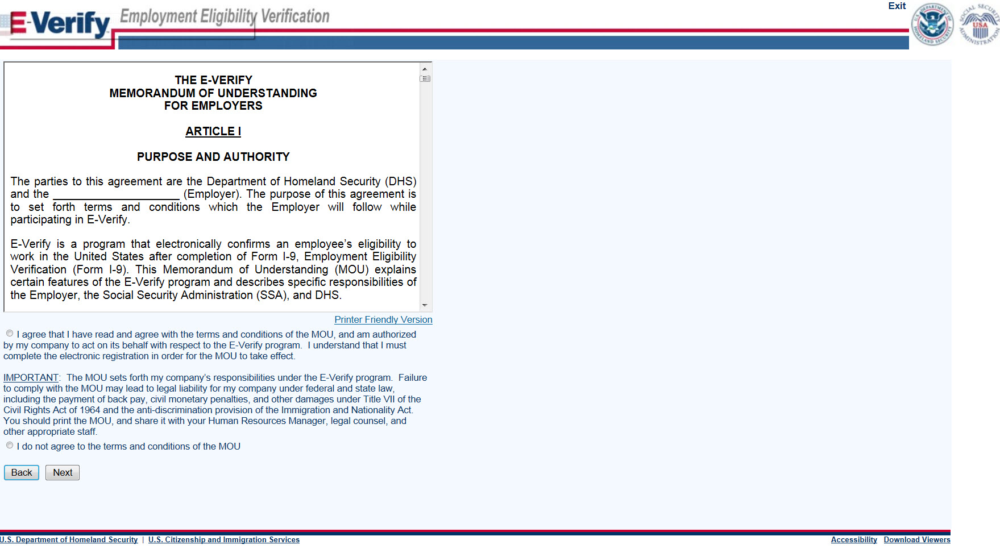 Exit
E-Verify
Employment Eligibility Verification
U.S. DEPARTMENT OF HOMELAND SECURITY
SOCIAL SECURITY ADMINISTRATION
USA
THE E-VERIFY
MEMORANDUM OF UNDERSTANDING
FOR EMPLOYERS
ARTICLE I
PURPOSE AND AUTHORITY
The parties to this agreement are the Department of Homeland Security (DHS)
and the ____________________ (Employer). The purpose of this agreement is
to set forth terms and conditions which the Employer will follow while
participating in E-Verify.
E-Verify is a program that electronically confirms an employee’s eligibility to
work in the United States after completion of Form I-9, Employment Eligibility
Verification (Form I-9). This Memorandum of Understanding (MOU) explains
certain features of the E-Verify program and describes specific responsibilities of
the Employer, the Social Security Administration (SSA), and DHS.
Printer Friendly Version
I agree that I have read and agree with the terms and conditions of the MOU, and am authorized
by my company to act on its behalf with respect to the E-Verify program.  I understand that I must
complete the electronic registration in order for the MOU to take effect.
IMPORTANT:  The MOU sets forth my company’s responsibilities under the E-Verify program.  Failure
to comply with the MOU may lead to legal liability for my company under federal and state law,
including the payment of back pay, civil monetary penalties, and other damages under Title VII of the
Civil Rights Act of 1964 and the anti-discrimination provision of the Immigration and Nationality Act.
You should print the MOU, and share it with your Human Resources Manager, legal counsel, and
other appropriate staff.
I do not agree to the terms and conditions of the MOU
Back Next
U.S. Department of Homeland Security | U.S. Citizenship and Immigration Services
Accessibility Download Viewers